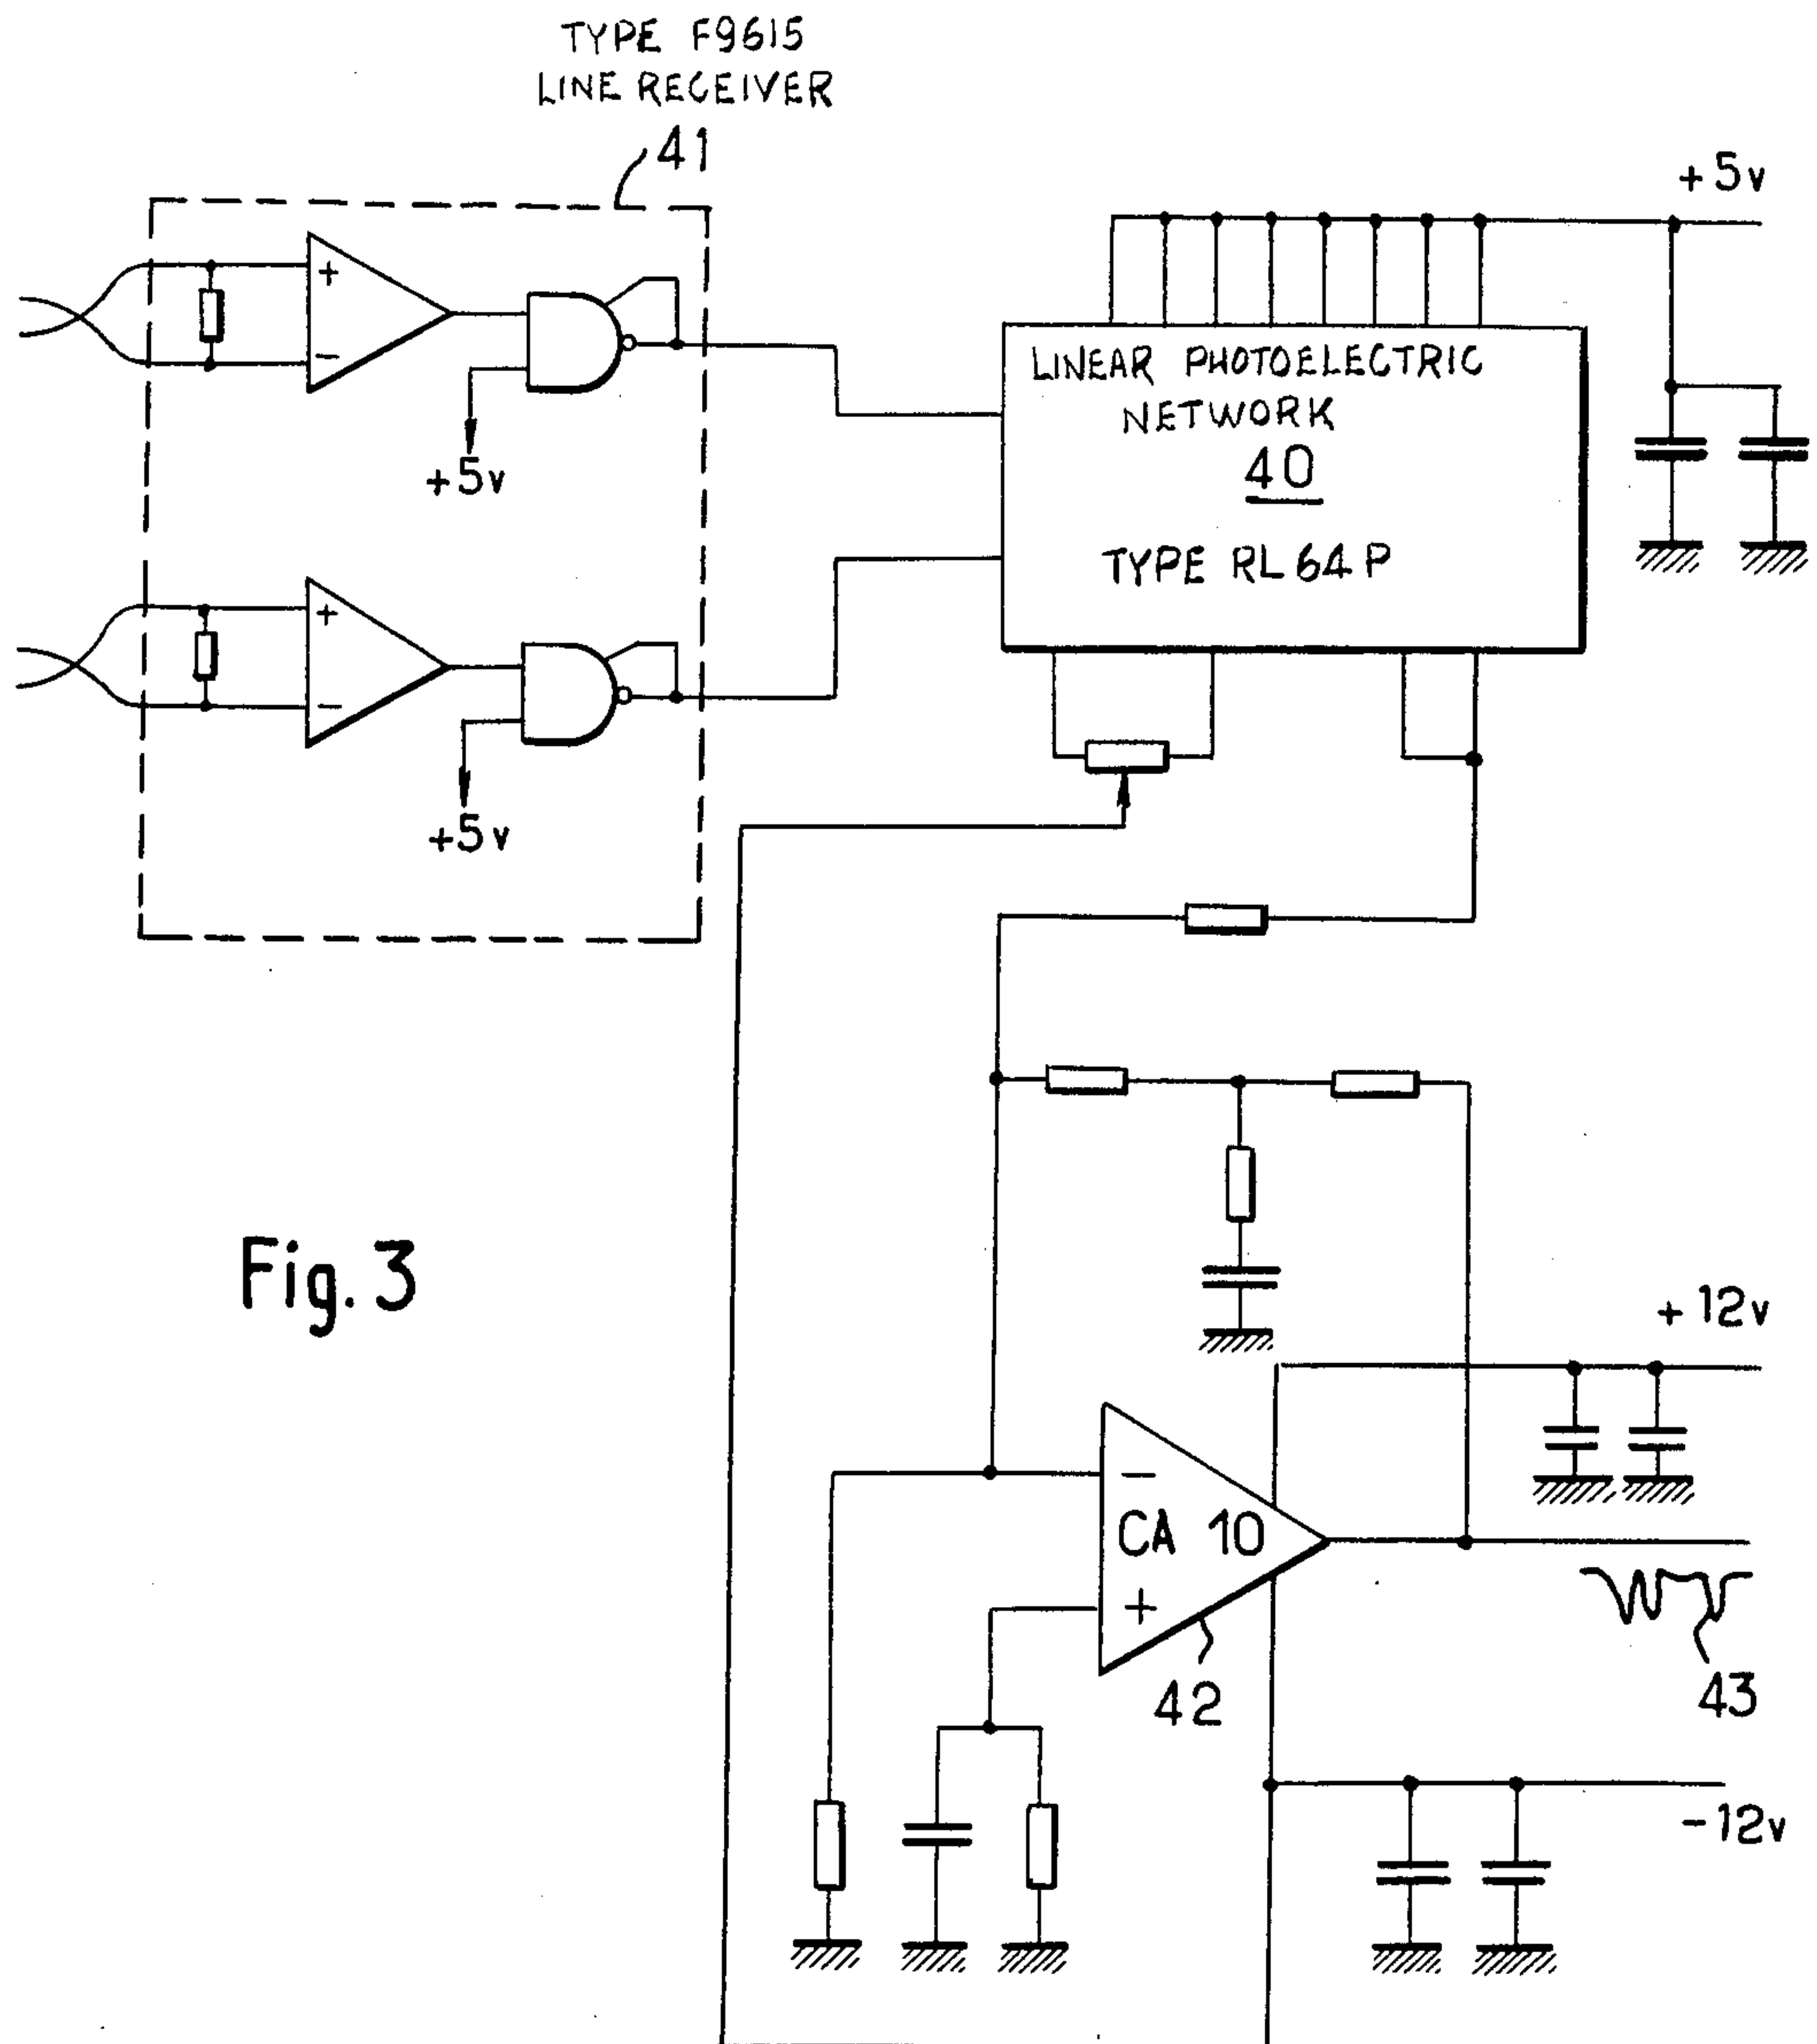 TYPE F9615
LINE RECEIVER
41
+5v
+
-
+5v
+
-
+5v
LINEAR PHOTOELECTRIC
NETWORK
40
TYPE RL64P
Fig. 3
+12v
-
CA 10
+
42
43
-12v